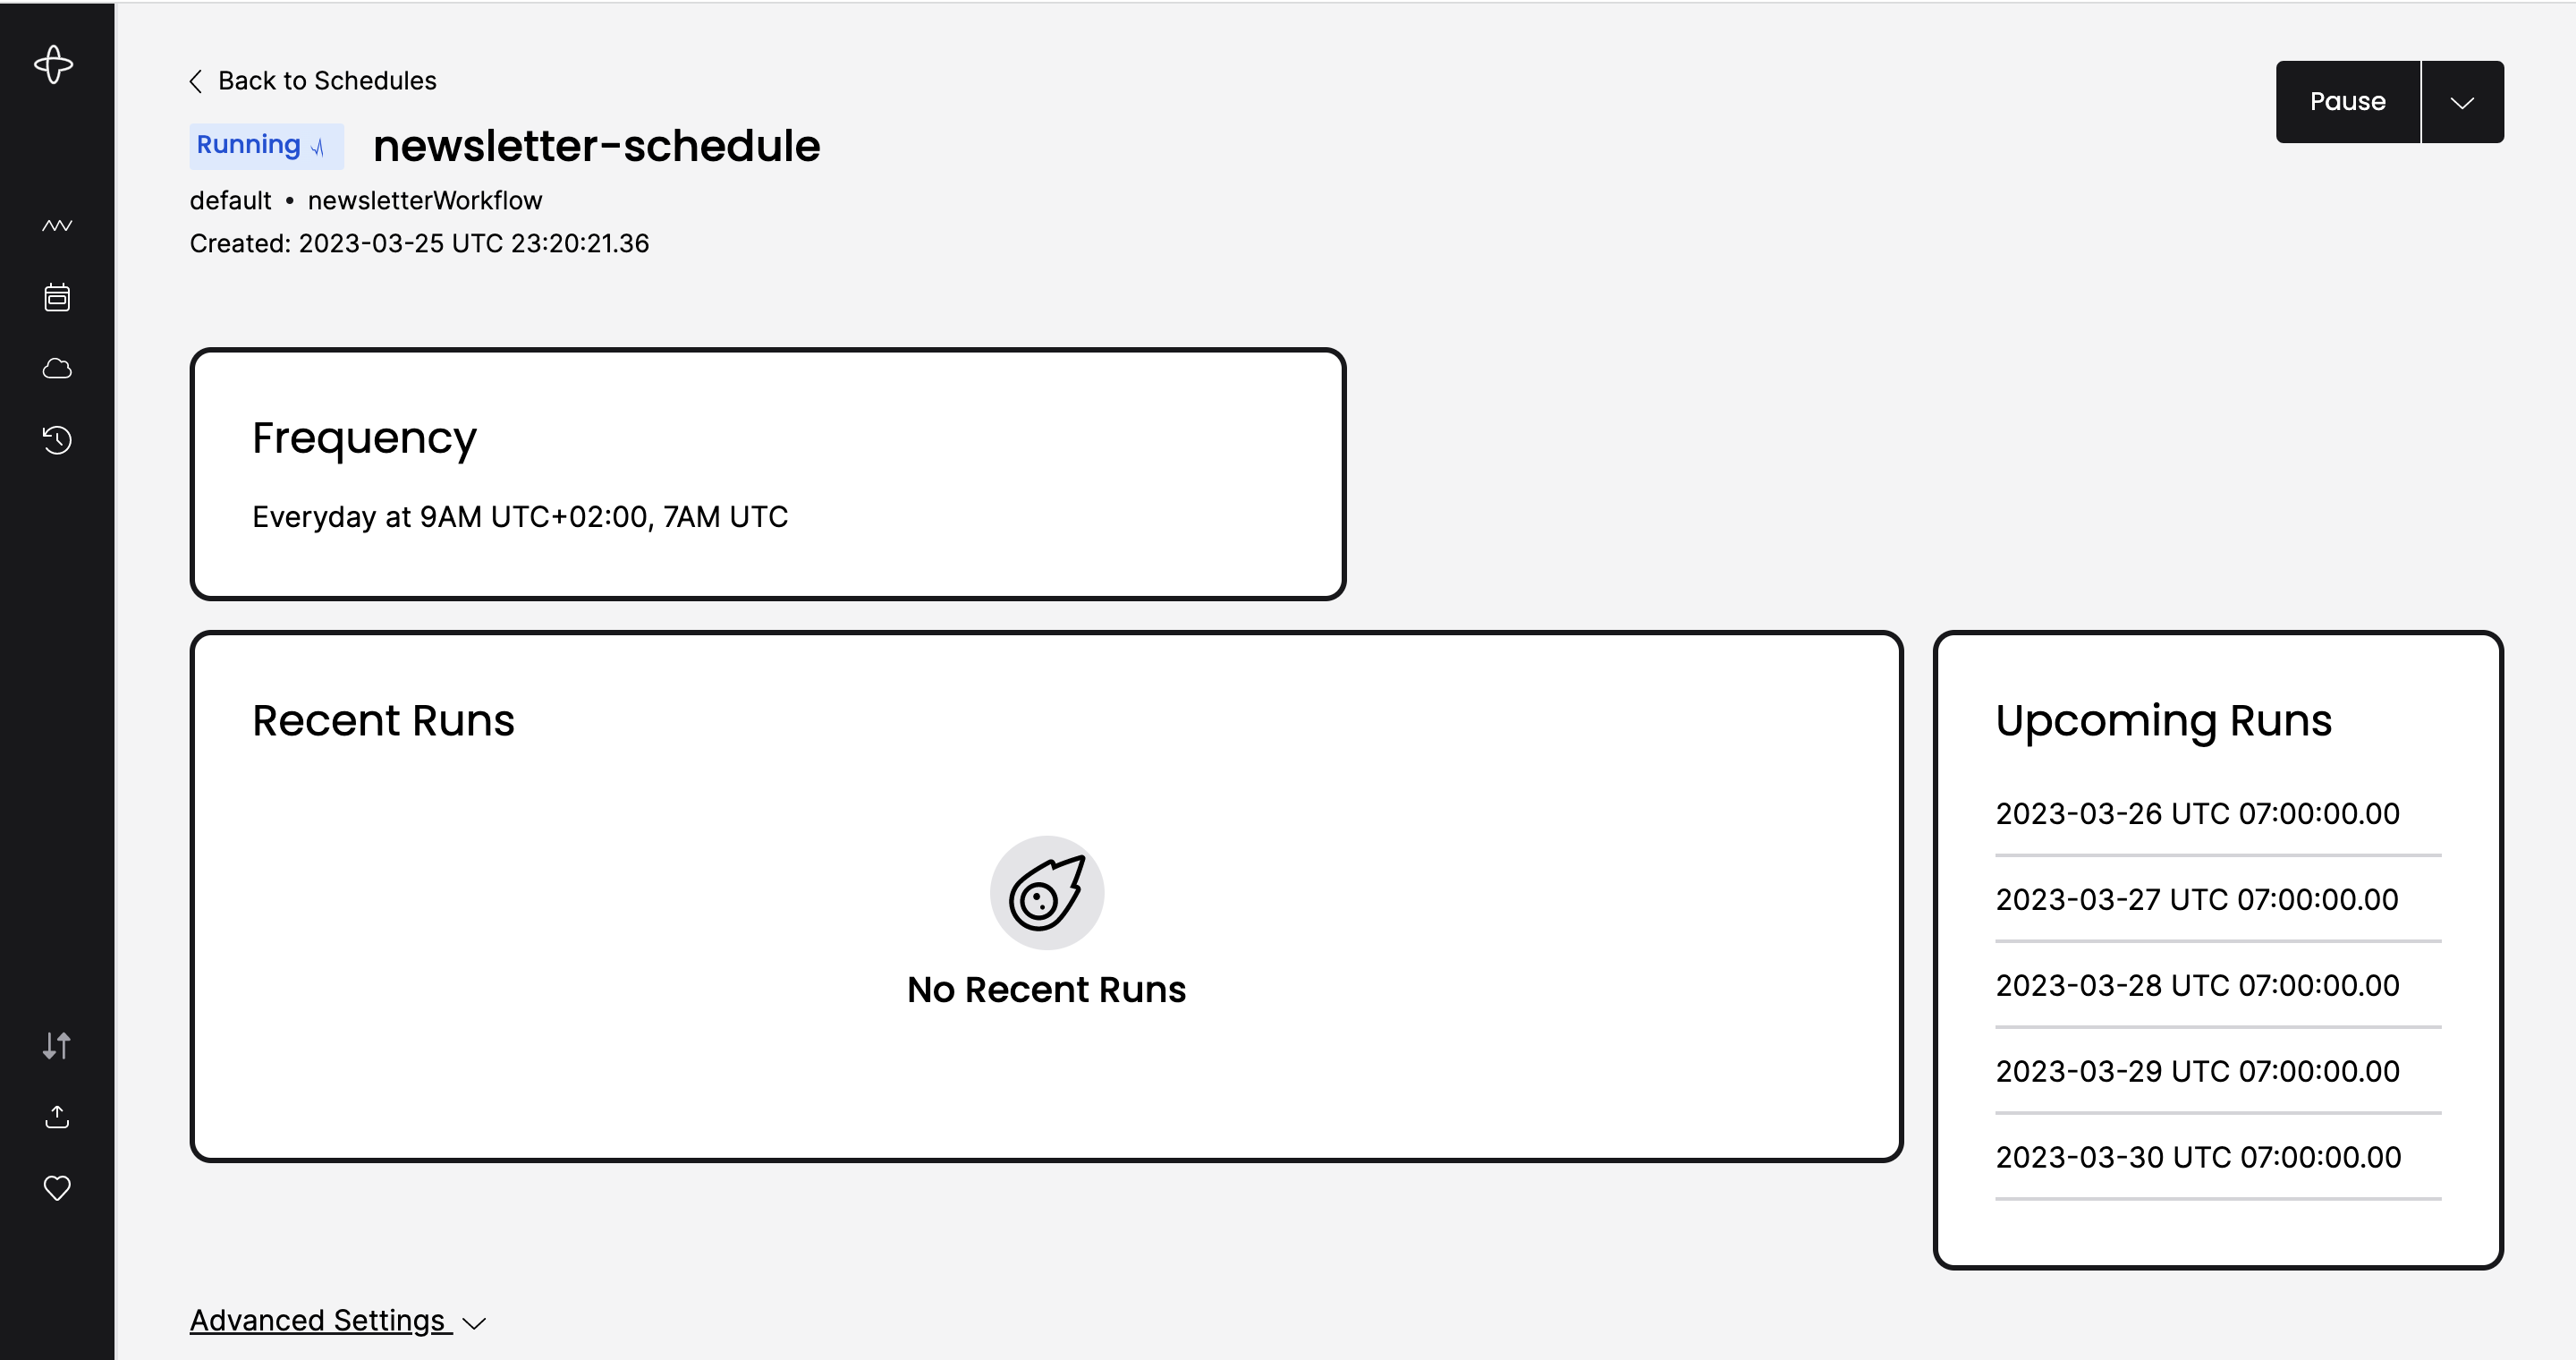 Back to Schedules
Pause
Running
newsletter-schedule
default • newsletterWorkflow
Created: 2023-03-25 UTC 23:20:21.36
Frequency
Everyday at 9AM UTC+02:00, 7AM UTC
Recent Runs
No Recent Runs
Upcoming Runs
2023-03-26 UTC 07:00:00.00
2023-03-27 UTC 07:00:00.00
2023-03-28 UTC 07:00:00.00
2023-03-29 UTC 07:00:00.00
2023-03-30 UTC 07:00:00.00
Advanced Settings